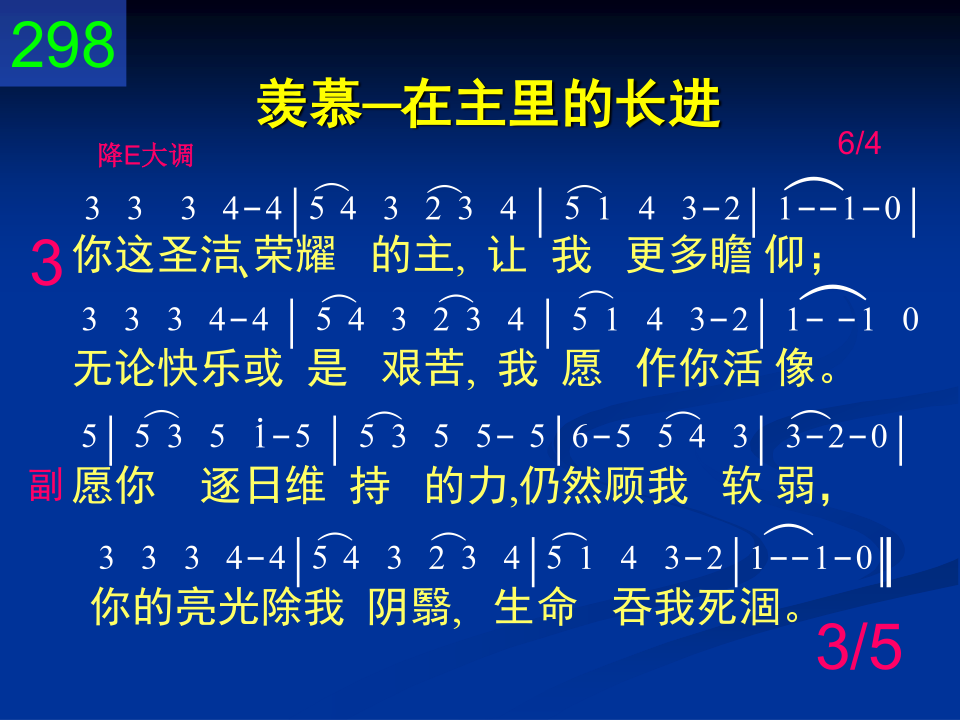 298
羡慕─在主里的长进
降E大调
6/4
3 3 3 4-4|5 4 3 2 3 4|5 1 4 3-2|1--1-0|
3 你这圣洁、荣耀 的主, 让 我 更多瞻 仰；
3 3 3 4-4|5 4 3 2 3 4|5 1 4 3-2|1--1 0
无论快乐或 是 艰苦, 我 愿 作你活 像。
5|5 3 5 i-5|5 3 5 5-5|6-5 5 4 3|3-2-0|
副 愿你 逐日维 持 的力,仍然顾我 软 弱，
3 3 3 4-4|5 4 3 2 3 4|5 1 4 3-2|1--1-0‖
你的亮光除我 阴翳, 生命 吞我死涸。
3/5